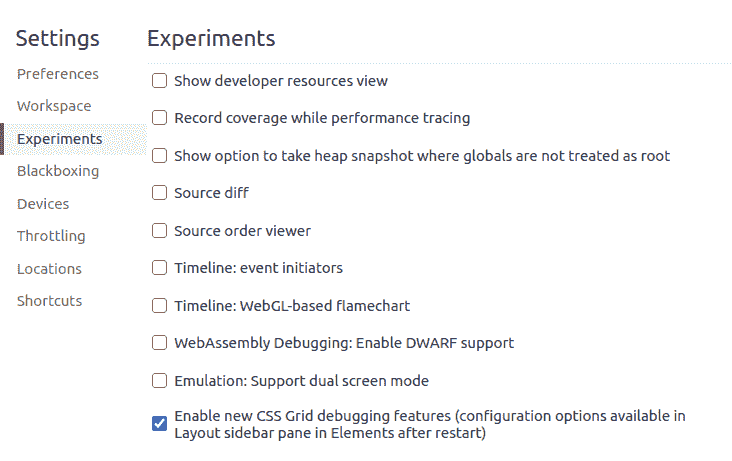 Settings
Preferences
Workspace
Experiments
Blackboxing
Devices
Throttling
Locations
Shortcuts
Experiments
Show developer resources view
Record coverage while performance tracing
Show option to take heap snapshot where globals are not treated as root
Source diff
Source order viewer
Timeline: event initiators
Timeline: WebGL-based flamechart
WebAssembly Debugging: Enable DWARF support
Emulation: Support dual screen mode
Enable new CSS Grid debugging features (configuration options available in
Layout sidebar pane in Elements after restart)